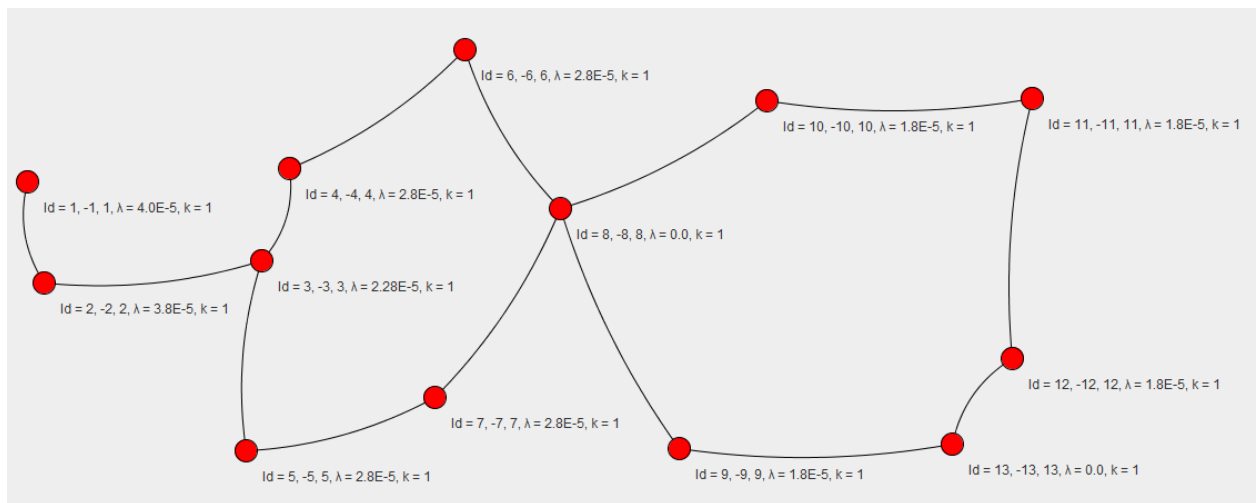 Id = 6, -6, 6, λ = 2.8E-5, k = 1
Id = 10, -10, 10, λ = 1.8E-5, k = 1
Id = 11, -11, 11, λ = 1.8E-5, k = 1
Id = 4, -4, 4, λ = 2.8E-5, k = 1
Id = 1, -1, 1, λ = 4.0E-5, k = 1
Id = 8, -8, 8, λ = 0.0, k = 1
Id = 3, -3, 3, λ = 2.28E-5, k = 1
Id = 2, -2, 2, λ = 3.8E-5, k = 1
Id = 12, -12, 12, λ = 1.8E-5, k = 1
Id = 7, -7, 7, λ = 2.8E-5, k = 1
Id = 13, -13, 13, λ = 0.0, k = 1
Id = 9, -9, 9, λ = 1.8E-5, k = 1
Id = 5, -5, 5, λ = 2.8E-5, k = 1